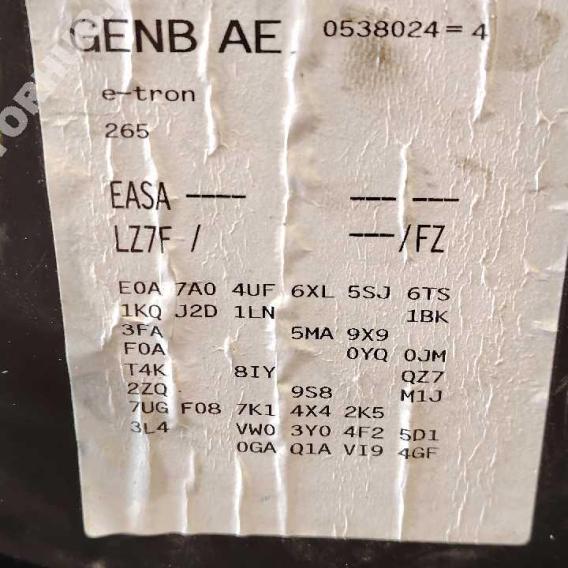 GENB AE 0538024=4
e-tron
265
EASA ---- --- ---
LZ7F / ---/FZ
E0A 7A0 4UF 6XL 5SJ 6TS
1KQ J2D 1LN 1BK
3FA 5MA 9X9
F0A 0YQ 0JM
T4K 8IY QZ7
2ZQ 9S8 M1J
7UG F08 7K1 4X4 2K5
3L4 VW0 3Y0 4F2 5D1
0GA Q1A VI9 4GF